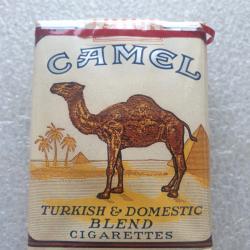 CAMEL
TURKISH & DOMESTIC
BLEND
CIGARETTES